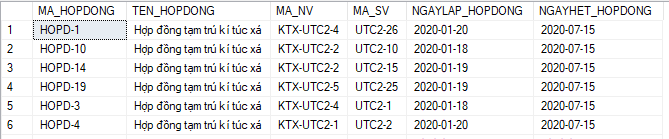 MA_HOPDONG TEN_HOPDONG MA_NV MA_SV NGAYLAP_HOPDONG NGAYHET_HOPDONG
1 HOPD-1 Hợp đồng tạm trú kí túc xá KTX-UTC2-4 UTC2-26 2020-01-20 2020-07-15
2 HOPD-10 Hợp đồng tạm trú kí túc xá KTX-UTC2-2 UTC2-10 2020-01-18 2020-07-15
3 HOPD-14 Hợp đồng tạm trú kí túc xá KTX-UTC2-2 UTC2-15 2020-01-19 2020-07-15
4 HOPD-19 Hợp đồng tạm trú kí túc xá KTX-UTC2-5 UTC2-25 2020-01-19 2020-07-15
5 HOPD-3 Hợp đồng tạm trú kí túc xá KTX-UTC2-4 UTC2-1 2020-01-18 2020-07-15
6 HOPD-4 Hợp đồng tạm trú kí túc xá KTX-UTC2-1 UTC2-2 2020-01-20 2020-07-15